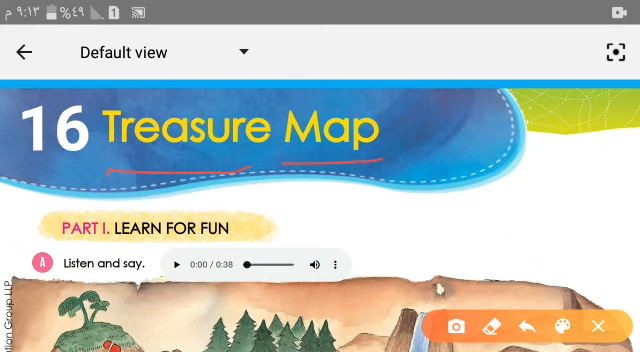 ٩:١٣ م %٤٩ 1
Default view
16 Treasure Map
PART I. LEARN FOR FUN
A Listen and say.
0:00 / 0:38
Group LLP